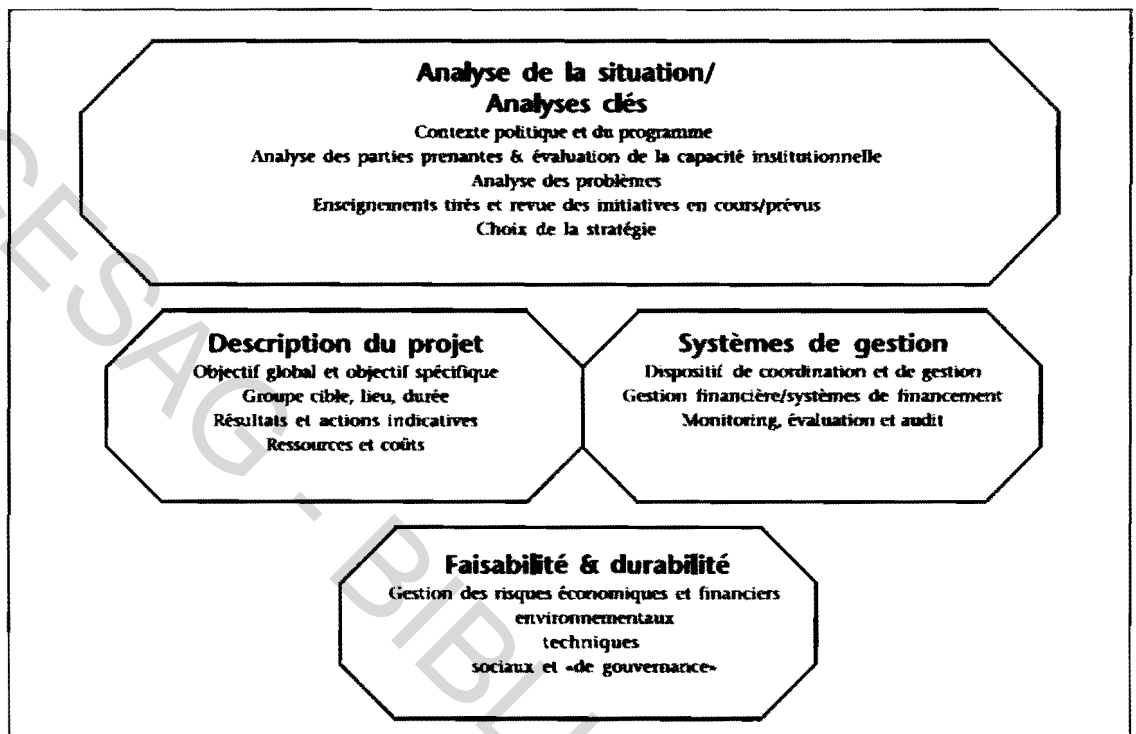 Analyse de la situation/
Analyses clés
Contexte politique et du programme
Analyse des parties prenantes & évaluation de la capacité institutionnelle
Analyse des problèmes
Enseignements tirés et revue des initiatives en cours/prévus
Choix de la stratégie
Description du projet
Objectif global et objectif spécifique
Groupe cible, lieu, durée
Résultats et actions indicatives
Ressources et coûts
Systèmes de gestion
Dispositif de coordination et de gestion
Gestion financière/systèmes de financement
Monitoring, évaluation et audit
Faisabilité & durabilité
Gestion des risques économiques et financiers
environnementaux
techniques
sociaux et «de gouvernance»
CESAG - BIBL